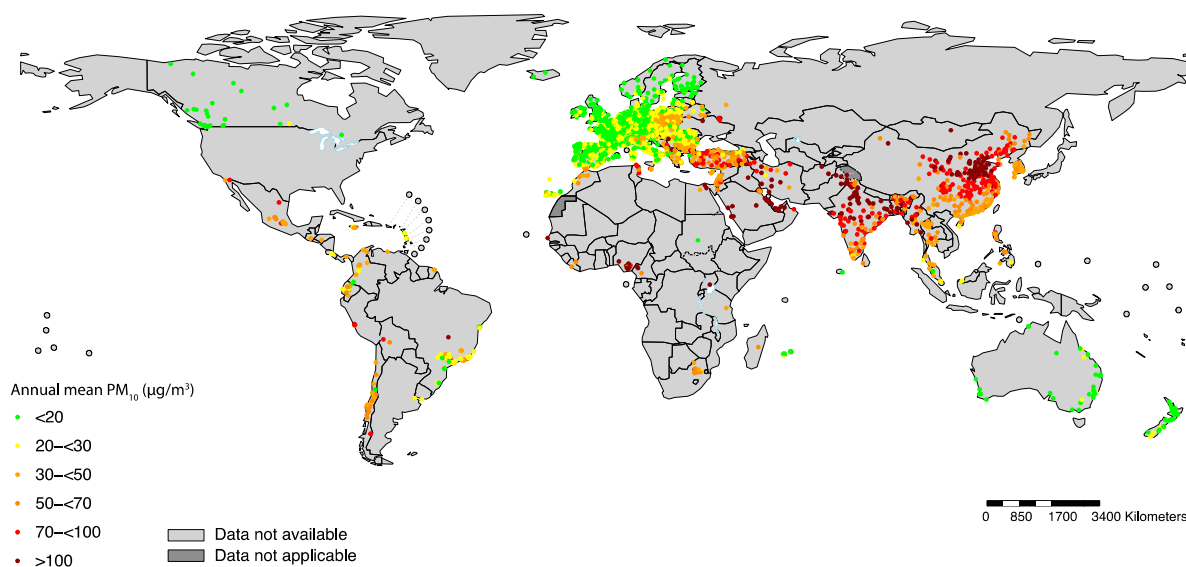 Annual mean PM₁₀ (µg/m³)
<20
20–<30
30–<50
50–<70
70–<100
>100
Data not available
Data not applicable
0 850 1700 3400 Kilometers